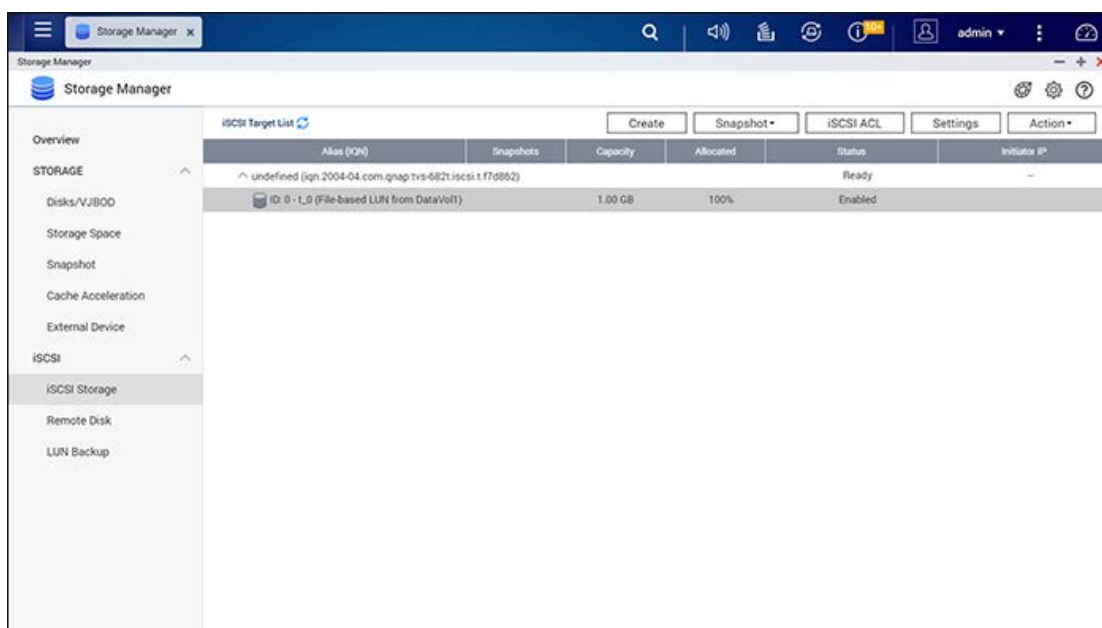 Storage Manager x
10+
admin
Storage Manager
Storage Manager
iSCSI Target List
Create
Snapshot
iSCSI ACL
Settings
Action
Overview
STORAGE
Disks/VJBOD
Storage Space
Snapshot
Cache Acceleration
External Device
iSCSI
iSCSI Storage
Remote Disk
LUN Backup
Alias (IQN) Snapshots Capacity Allocated Status Initiator IP
undefined (iqn.2004-04.com.qnap:tvs-682t:iscsi.t.f7d862) Ready --
ID: 0 - t_0 (File-based LUN from DataVol1) 1.00 GB 100% Enabled